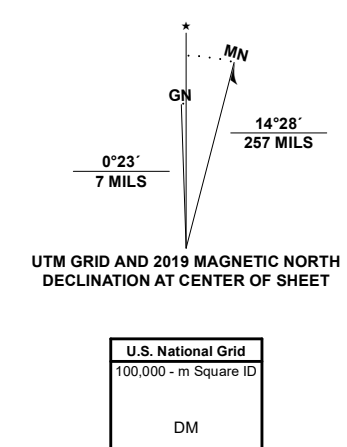 ★
MN
GN
14°28´
257 MILS
0°23´
7 MILS
UTM GRID AND 2019 MAGNETIC NORTH
DECLINATION AT CENTER OF SHEET
U.S. National Grid
100,000 - m Square ID
DM